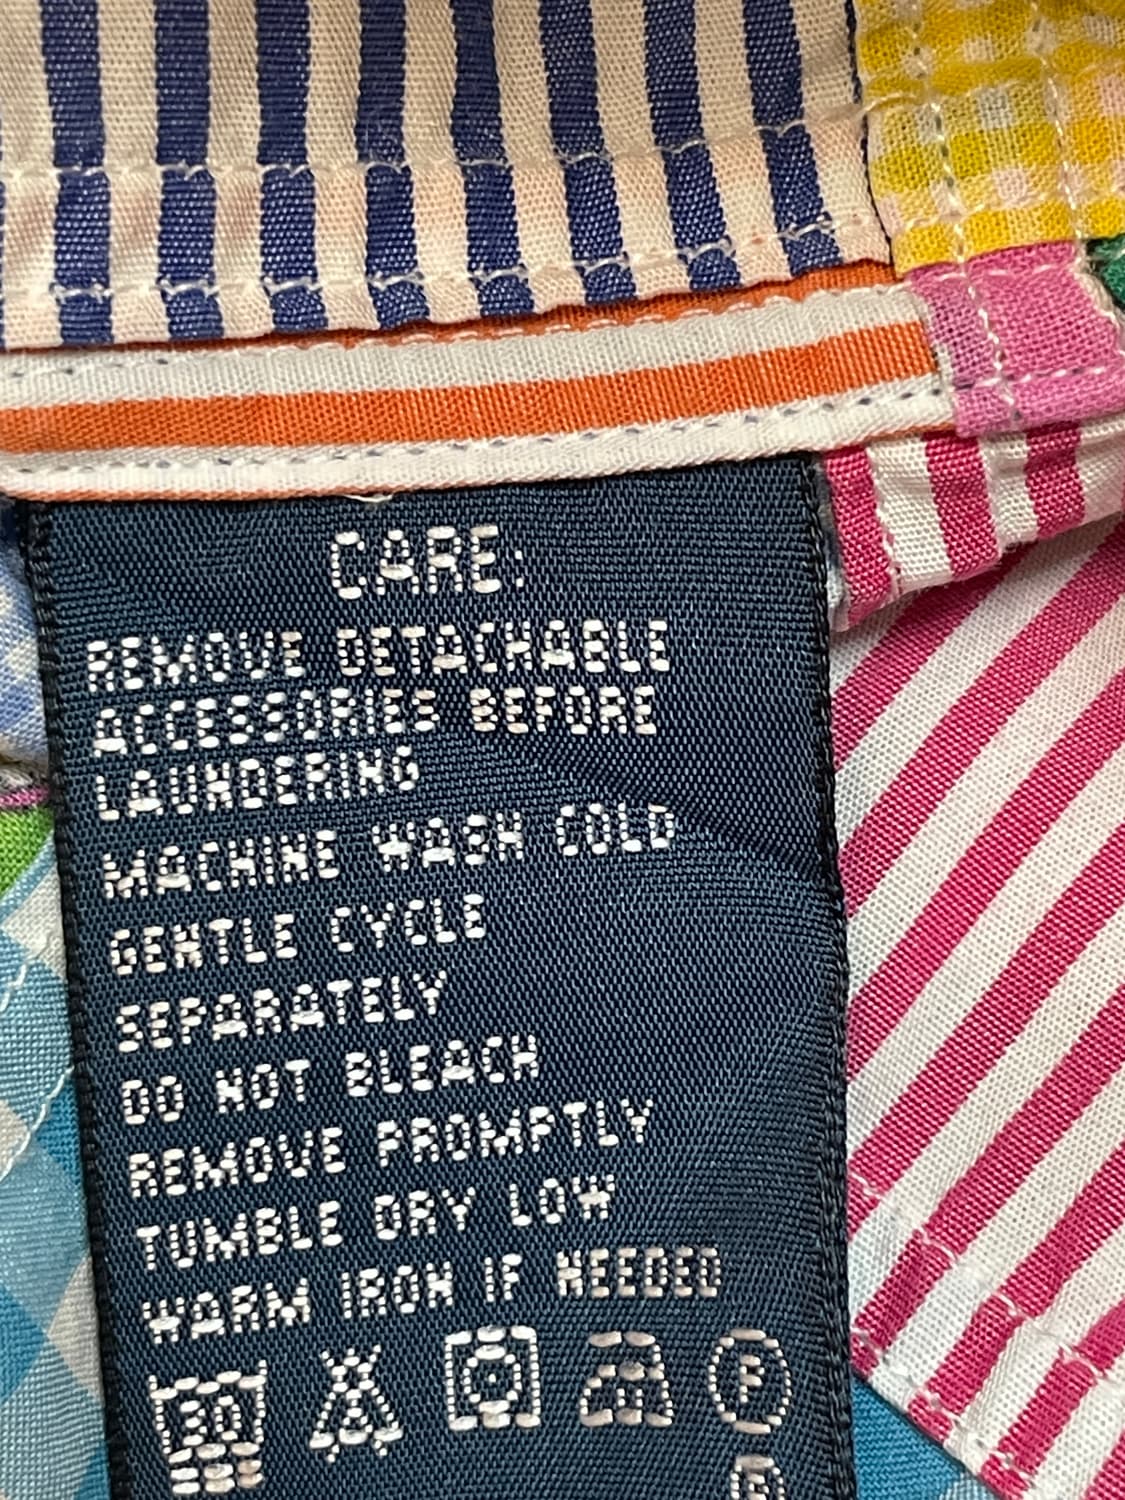 CARE:
REMOVE DETACHABLE
ACCESSORIES BEFORE
LAUNDERING
MACHINE WASH COLD
GENTLE CYCLE
SEPARATELY
DO NOT BLEACH
REMOVE PROMPTLY
TUMBLE DRY LOW
WARM IRON IF NEEDED
30 F